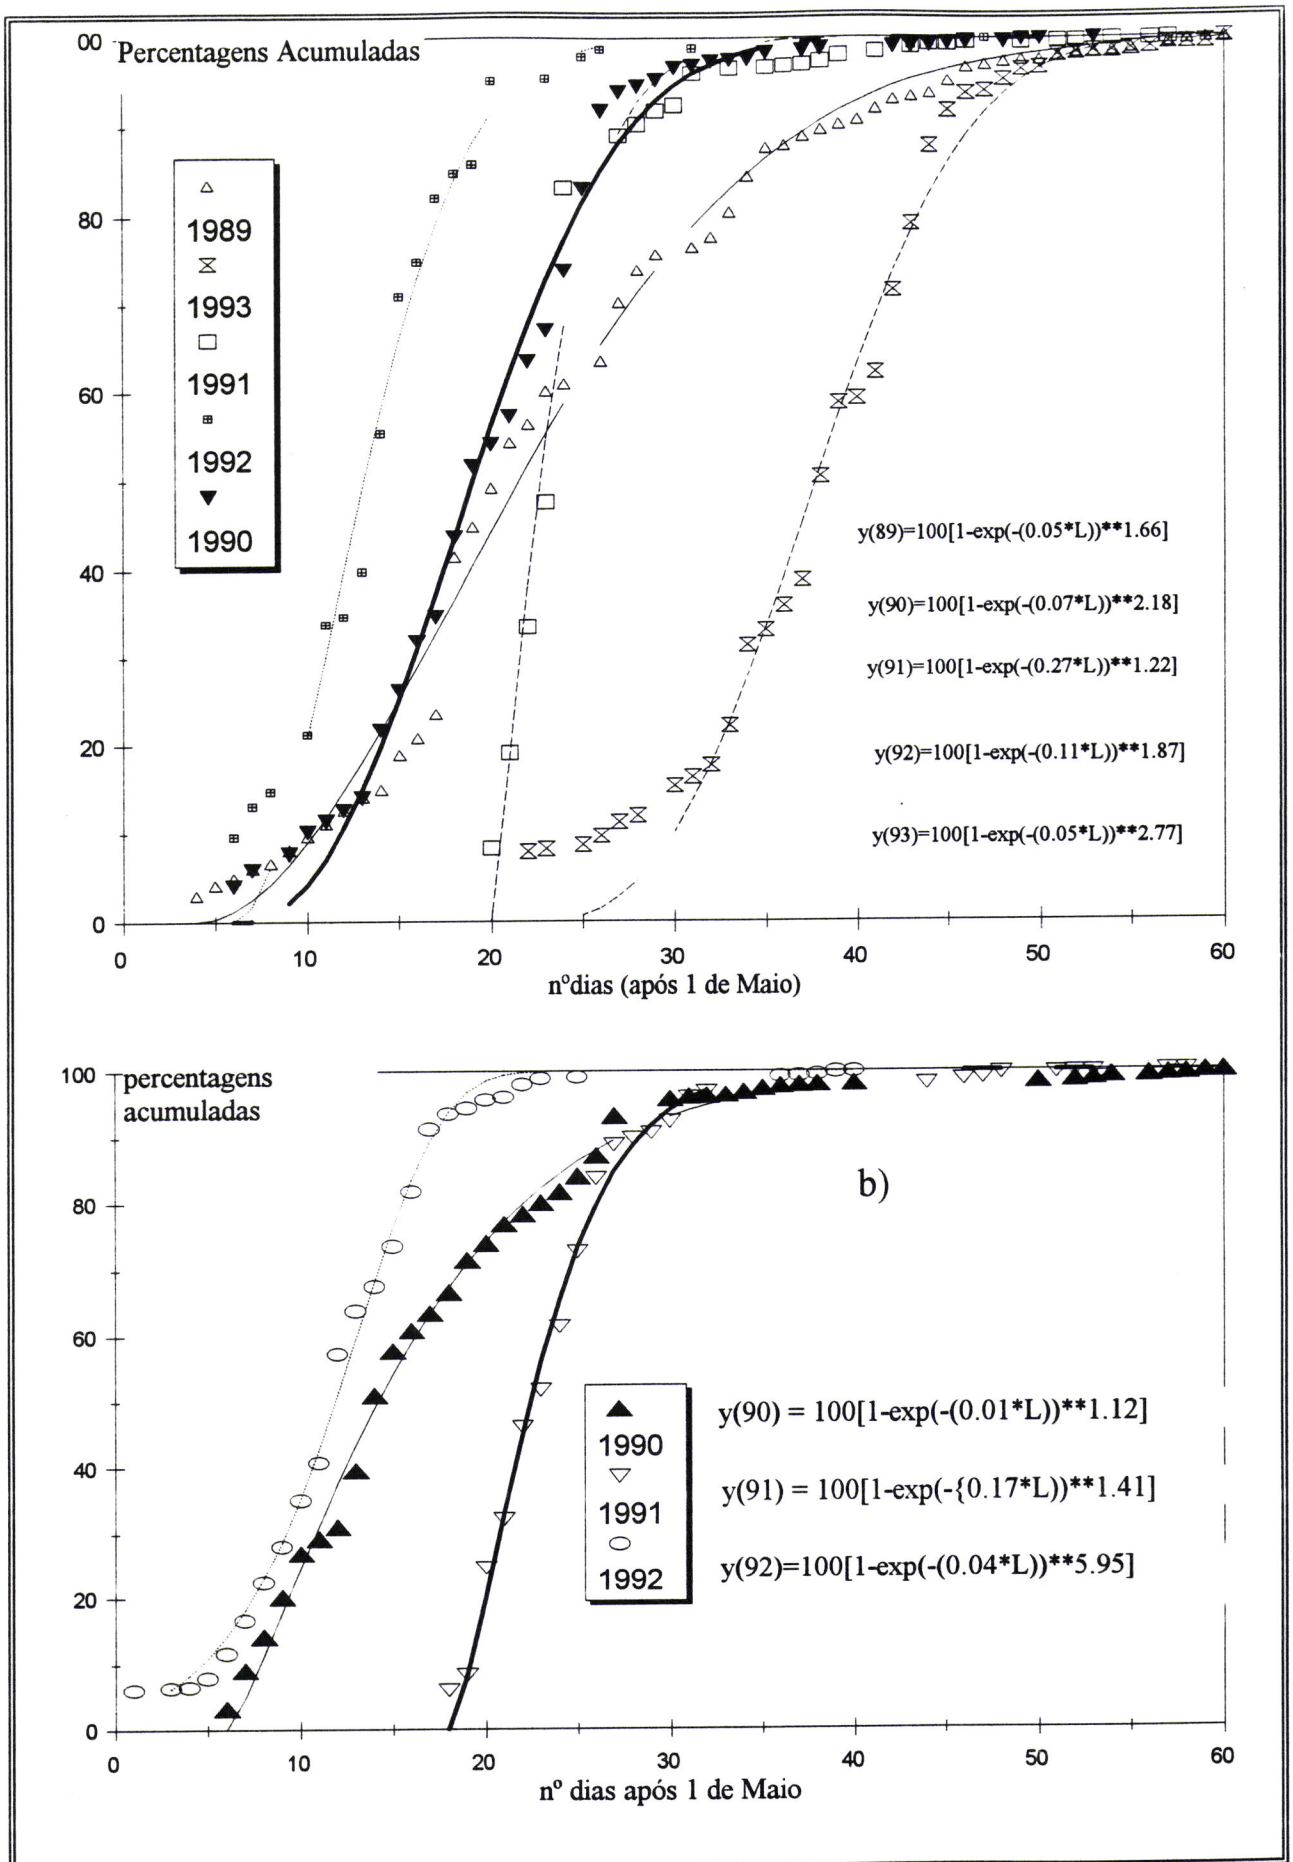 Percentagens Acumuladas
00
80
60
40
20
0
1989
1993
1991
1992
1990
y(89)=100[1-exp(-(0.05*L))**1.66]
y(90)=100[1-exp(-(0.07*L))**2.18]
y(91)=100[1-exp(-(0.27*L))**1.22]
y(92)=100[1-exp(-(0.11*L))**1.87]
y(93)=100[1-exp(-(0.05*L))**2.77]
0 10 20 30 40 50 60
nºdias (após 1 de Maio)
percentagens
acumuladas
100
80
60
40
20
0
b)
1990
1991
1992
y(90) = 100[1-exp(-(0.01*L))**1.12]
y(91) = 100[1-exp(-{0.17*L))**1.41]
y(92)=100[1-exp(-(0.04*L))**5.95]
0 10 20 30 40 50 60
nº dias após 1 de Maio